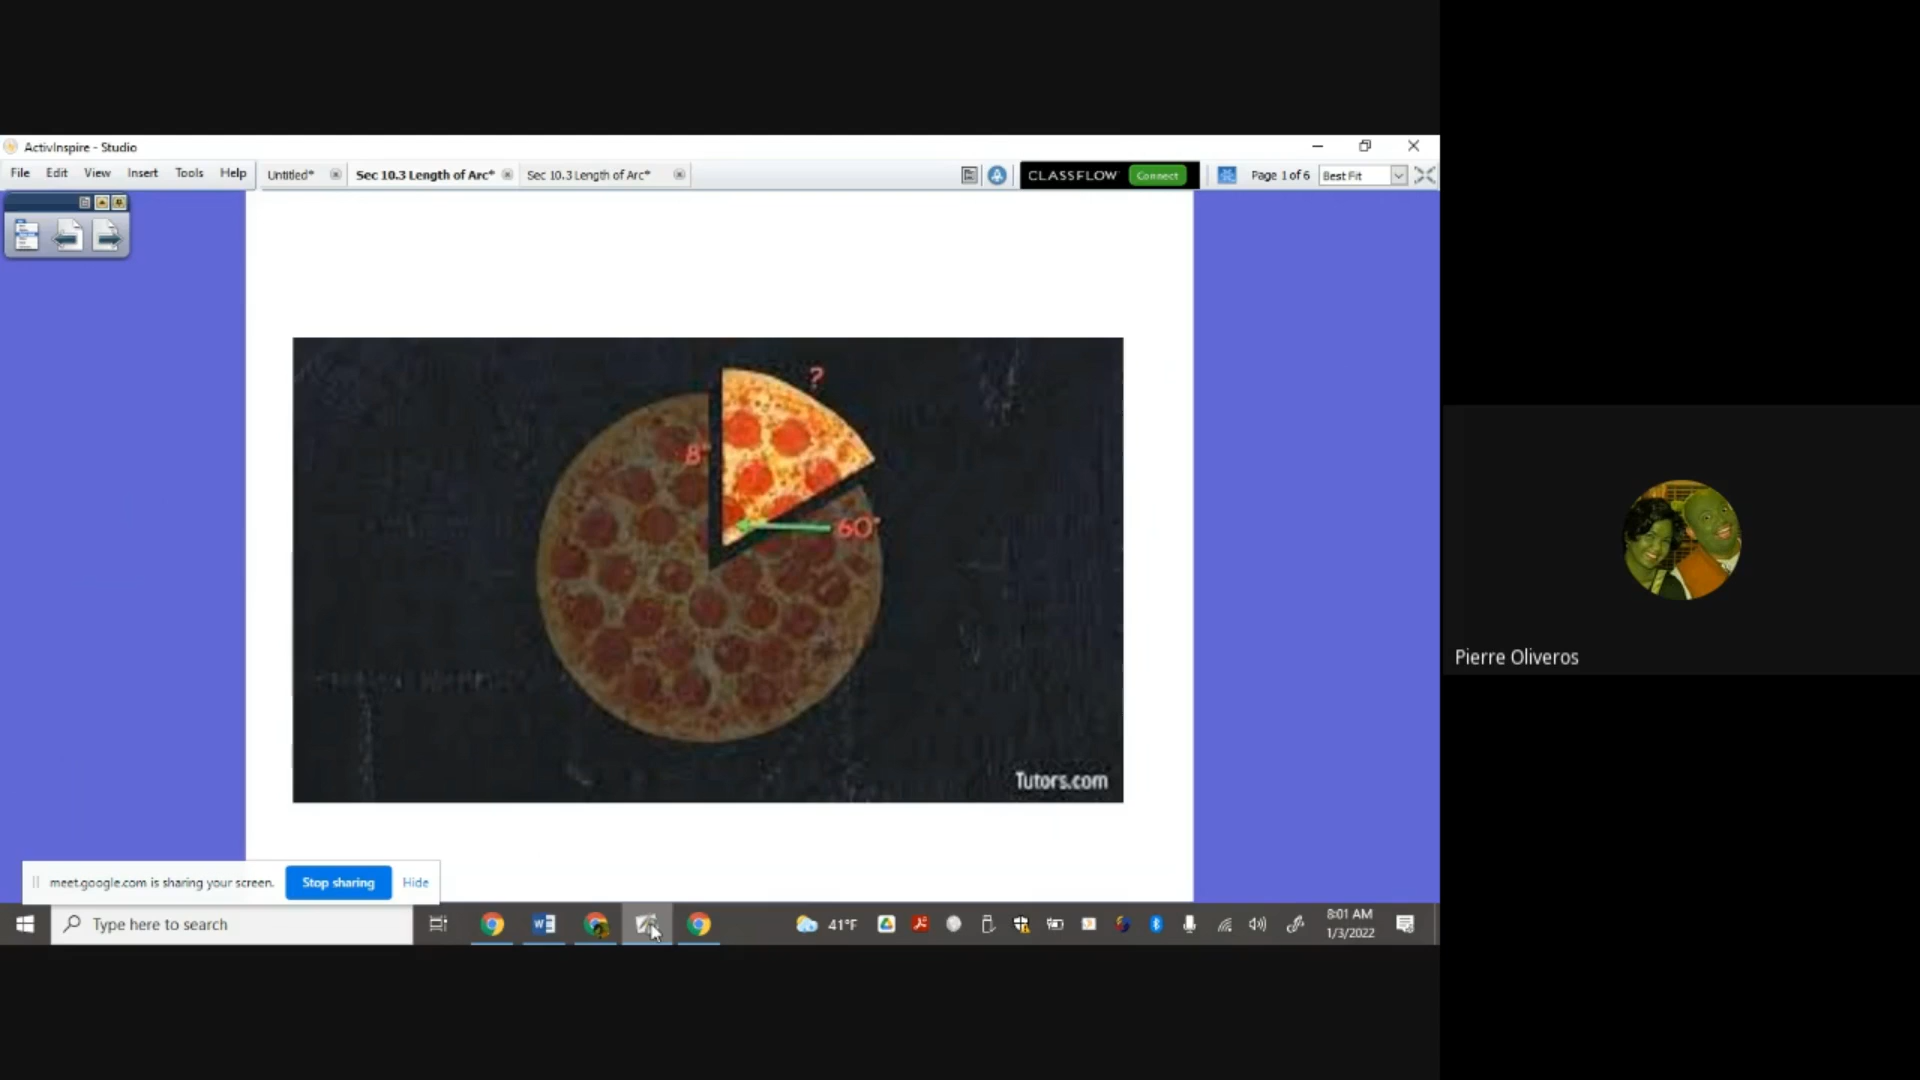 ActivInspire - Studio
File Edit View Insert Tools Help
Untitled* Sec 10.3 Length of Arc* Sec 10.3 Length of Arc*
CLASSFLOW Connect
Page 1 of 6 Best Fit
?
8"
60°
Tutors.com
Pierre Oliveros
meet.google.com is sharing your screen. Stop sharing Hide
Type here to search
41°F
8:01 AM
1/3/2022